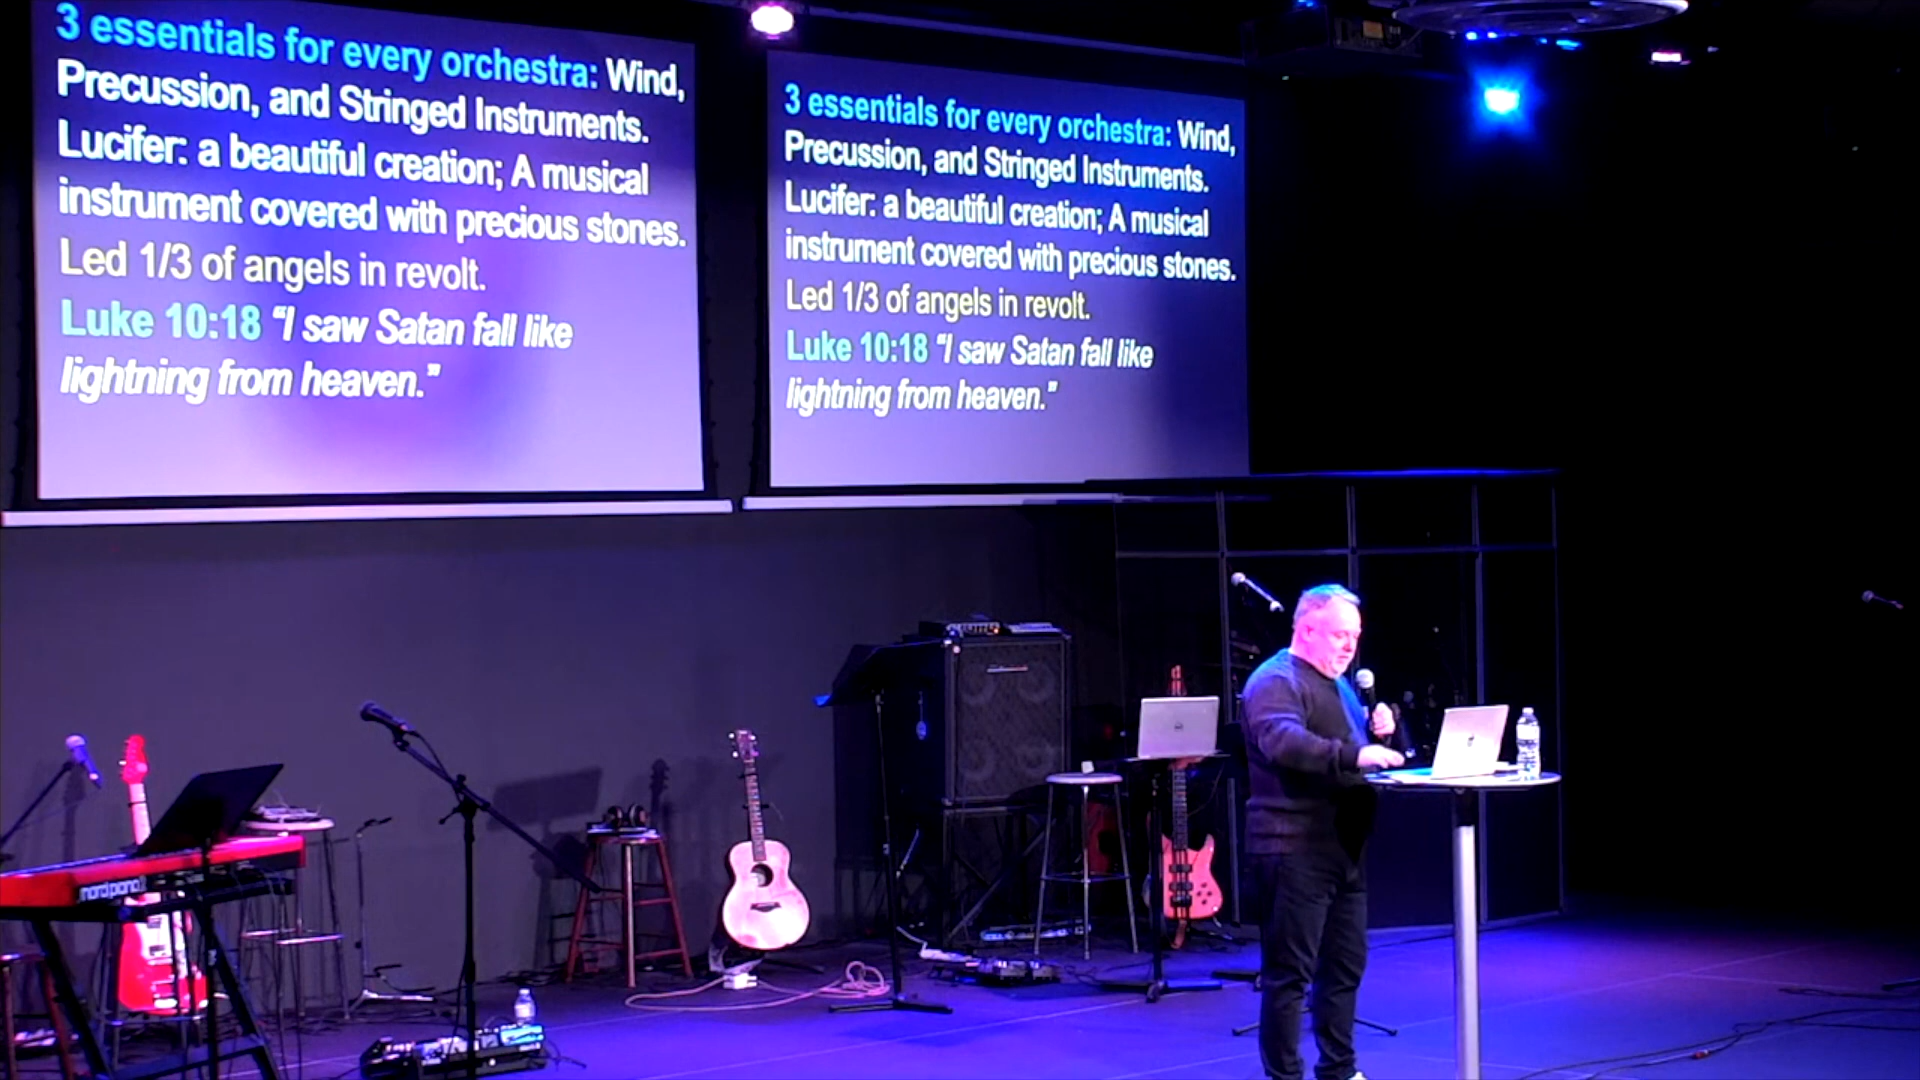 3 essentials for every orchestra: Wind,
Precussion, and Stringed Instruments.
Lucifer: a beautiful creation; A musical
instrument covered with precious stones.
Led 1/3 of angels in revolt.
Luke 10:18 “I saw Satan fall like
lightning from heaven.”
3 essentials for every orchestra: Wind,
Precussion, and Stringed Instruments.
Lucifer: a beautiful creation; A musical
instrument covered with precious stones.
Led 1/3 of angels in revolt.
Luke 10:18 “I saw Satan fall like
lightning from heaven.”
nord piano